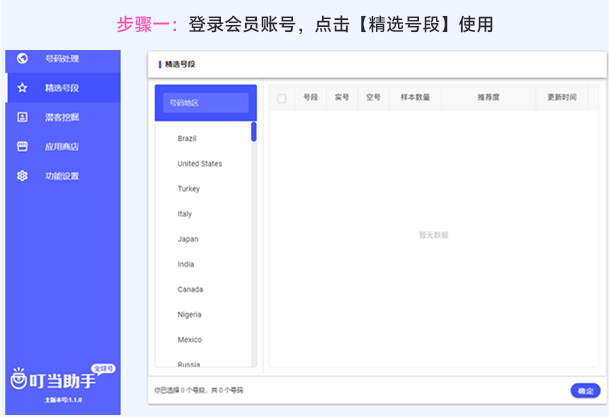 步骤一：登录会员账号，点击【精选号段】使用
号码处理
精选号段
潜客挖掘
应用商店
功能设置
叮当助手
全球号
主版本号:1.1.0
精选号段
号码地区
Brazil
United States
Turkey
Italy
Japan
India
Canada
Nigeria
Mexico
Russia
号段 实号 空号 样本数量 推荐度 更新时间
暂无数据
你已选择 0 个号段，共 0 个号码
确定